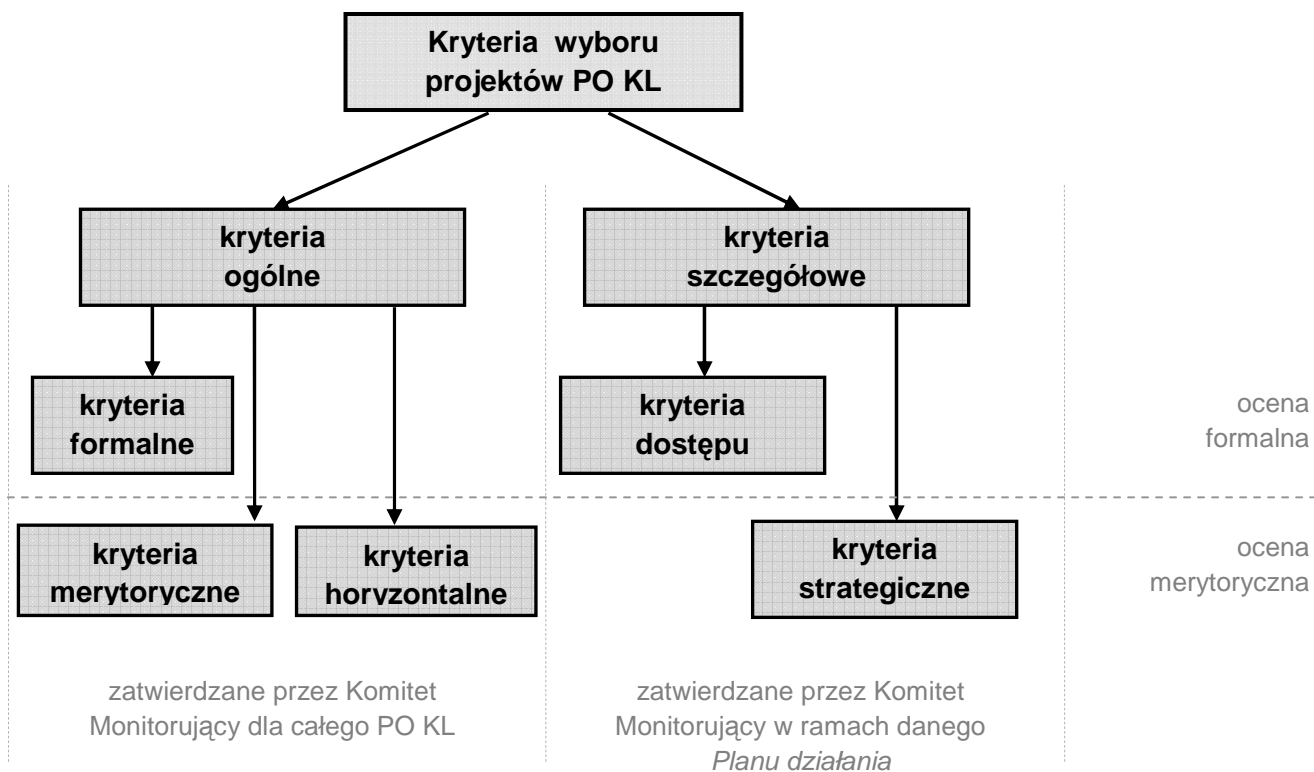 Kryteria wyboru
projektów PO KL
kryteria
ogólne
kryteria
szczegółowe
kryteria
formalne
kryteria
dostępu
ocena
formalna
kryteria
merytoryczne
kryteria
horyzontalne
kryteria
strategiczne
ocena
merytoryczna
zatwierdzane przez Komitet
Monitorujący dla całego PO KL
zatwierdzane przez Komitet
Monitorujący w ramach danego
Planu działania